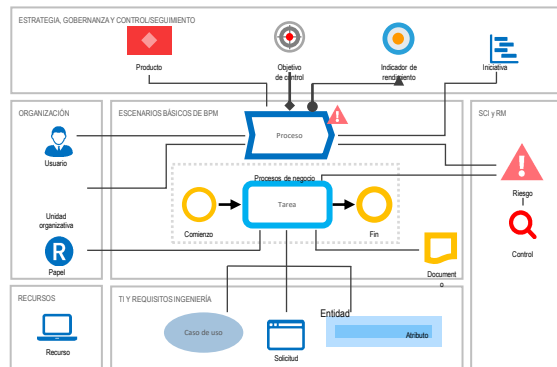 ESTRATEGIA, GOBERNANZA Y CONTROL/SEGUIMIENTO
Producto
Objetivo
de control
Indicador de
rendimiento
Iniciativa
ORGANIZACIÓN
ESCENARIOS BÁSICOS DE BPM
SCI y RM
Usuario
Proceso
Procesos de negocio
Riesgo
Unidad
organizativa
Comienzo
Tarea
Fin
Control
R
Papel
Document
o
RECURSOS
TI Y REQUISITOS INGENIERÍA
Recurso
Caso de uso
Solicitud
Entidad
Atributo